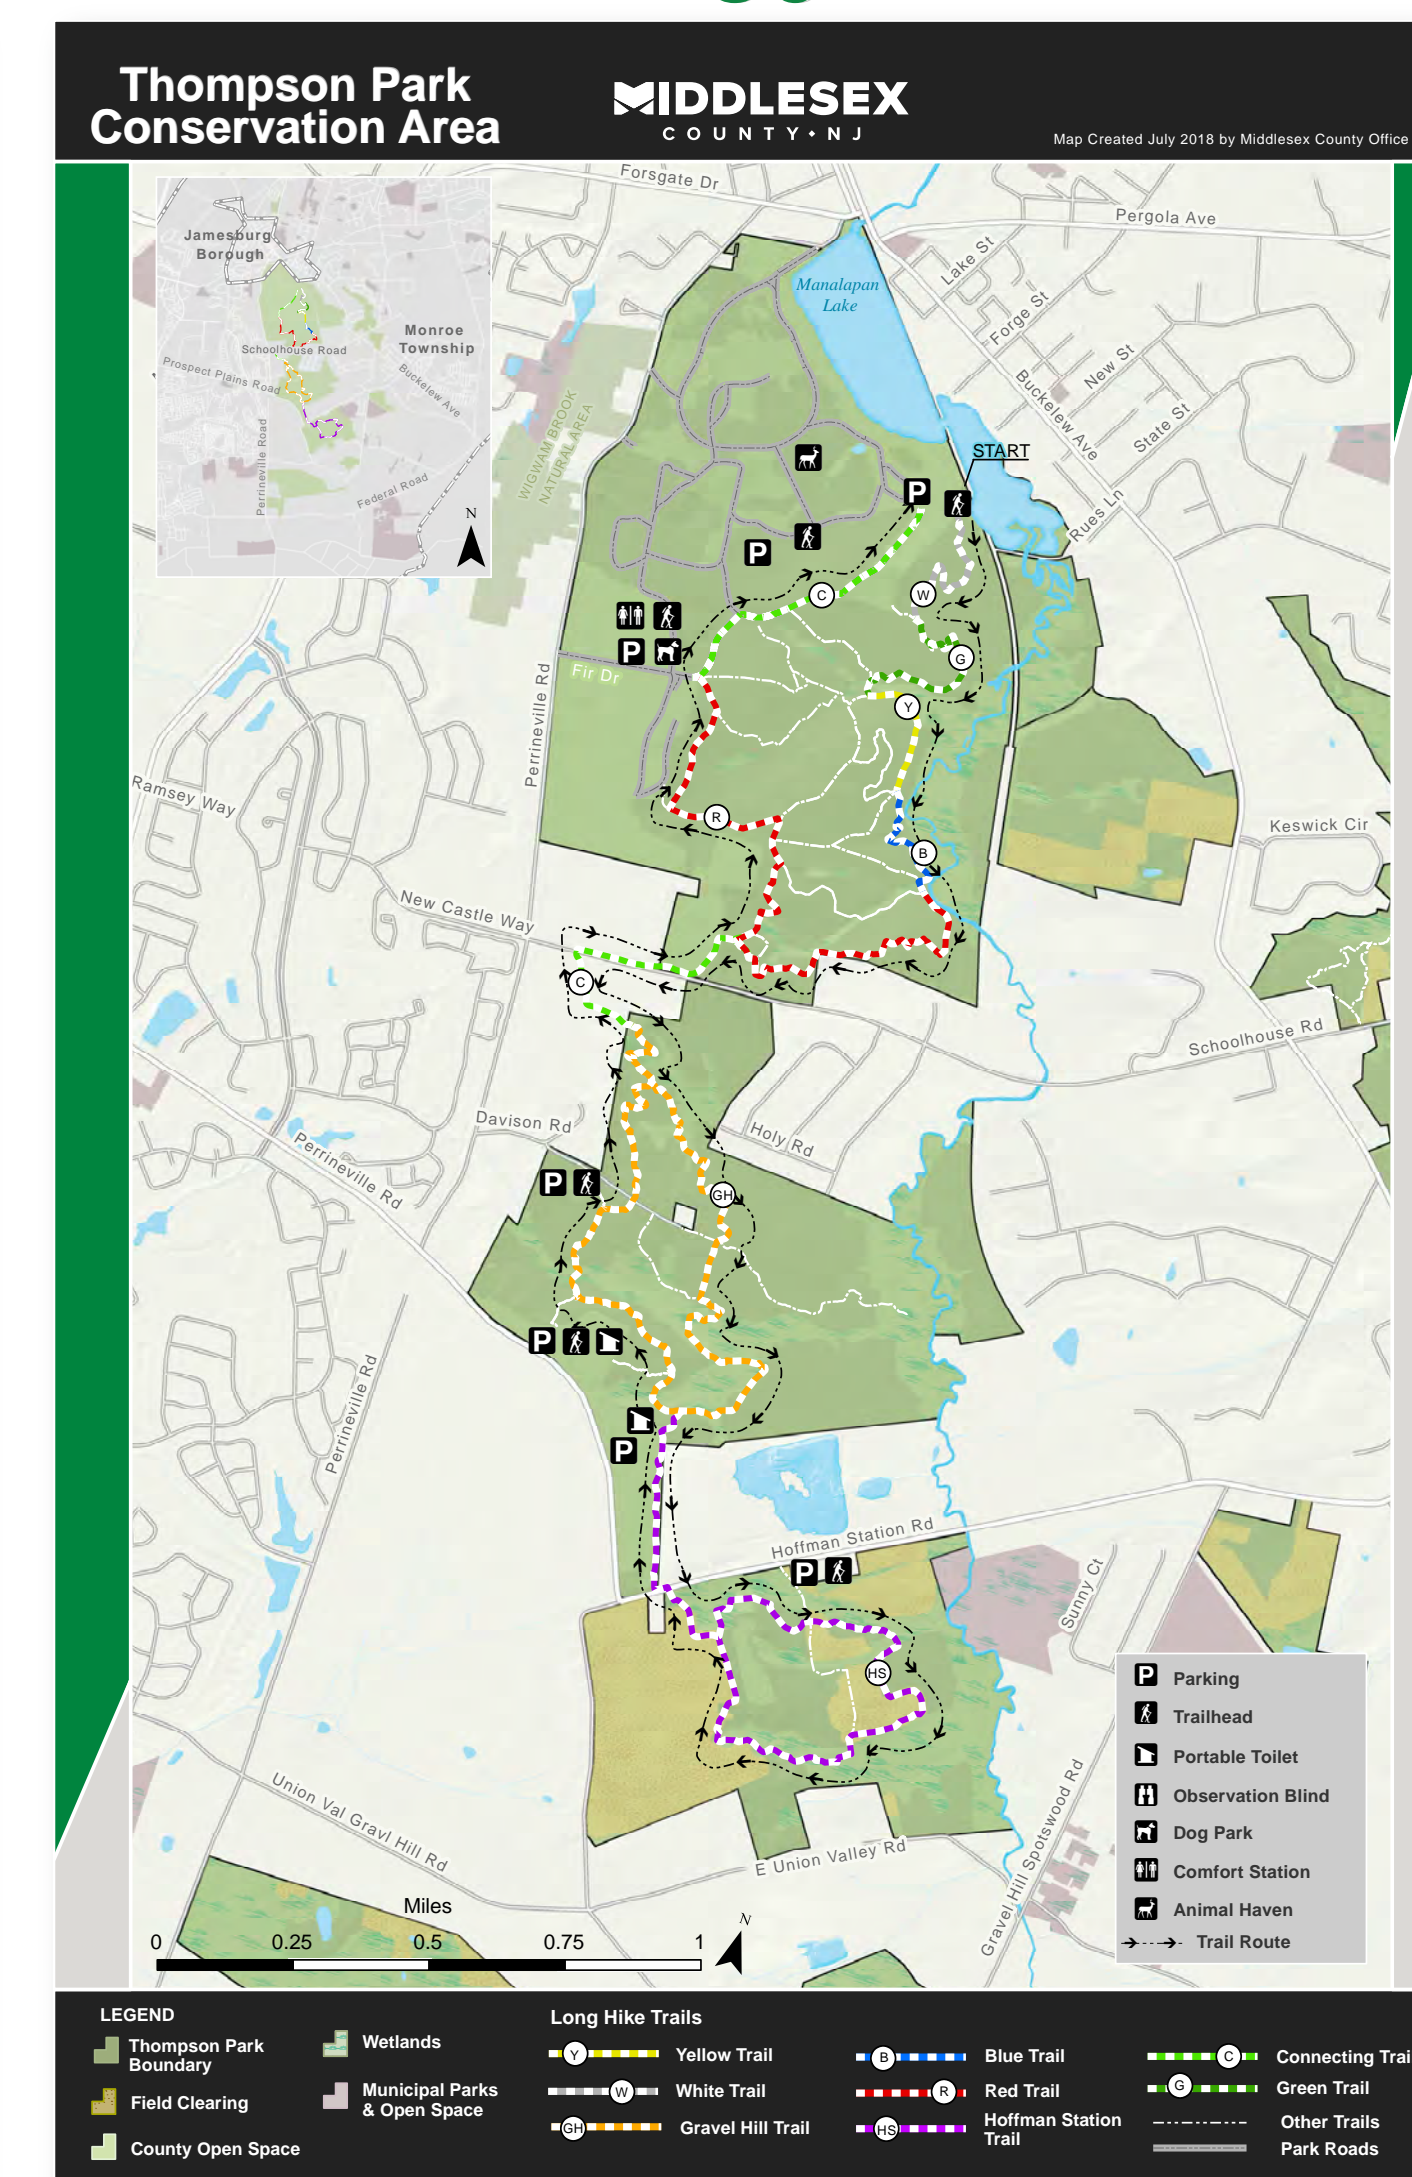 Thompson Park
Conservation Area
MIDDLESEX
COUNTY • NJ
Map Created July 2018 by Middlesex County Office
Forsgate Dr
Pergola Ave
Jamesburg
Borough
Monroe
Township
Schoolhouse Road
Prospect Plains Road
Buckelew Ave
Perrineville Road
Federal Road
N
Manalapan
Lake
Lake St
Forge St
New St
Buckelew Ave
State St
Rues Ln
WIGWAM BROOK
NATURAL AREA
START
P
P
C
W
P
G
Fir Dr
Y
Perrineville Rd
Ramsey Way
R
Keswick Cir
B
New Castle Way
C
Schoolhouse Rd
Davison Rd
Holy Rd
Perrineville Rd
P
GH
P
Perrineville Rd
P
Hoffman Station Rd
P
Sunny Ct
HS
Parking
Trailhead
Portable Toilet
Observation Blind
Dog Park
Comfort Station
Animal Haven
Trail Route
P
Union Val Gravl Hill Rd
E Union Valley Rd
Gravel Hill Spotswood Rd
Miles
0 0.25 0.5 0.75 1
N
LEGEND
Thompson Park
Boundary
Field Clearing
County Open Space
Wetlands
Municipal Parks
& Open Space
Long Hike Trails
Y Yellow Trail
W White Trail
GH Gravel Hill Trail
B Blue Trail
R Red Trail
HS Hoffman Station
Trail
C Connecting Trai
G Green Trail
Other Trails
Park Roads